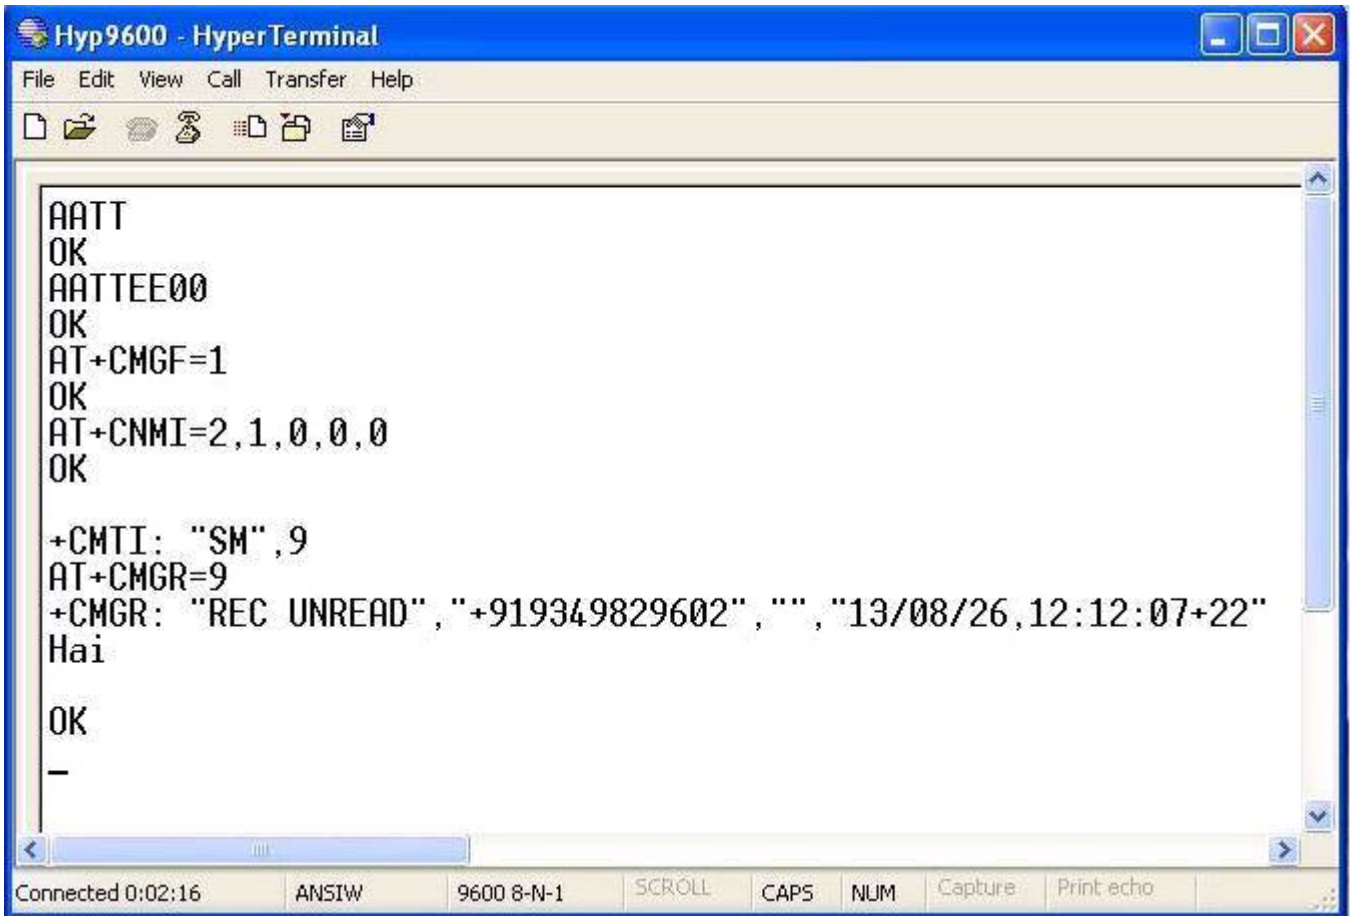 Hyp9600 - HyperTerminal
File Edit View Call Transfer Help
AATT
OK
AATTEE00
OK
AT+CMGF=1
OK
AT+CNMI=2,1,0,0,0
OK
+CMTI: "SM",9
AT+CMGR=9
+CMGR: "REC UNREAD","+919349829602","","13/08/26,12:12:07+22"
Hai
OK
_
Connected 0:02:16 ANSIW 9600 8-N-1 SCROLL CAPS NUM Capture Print echo